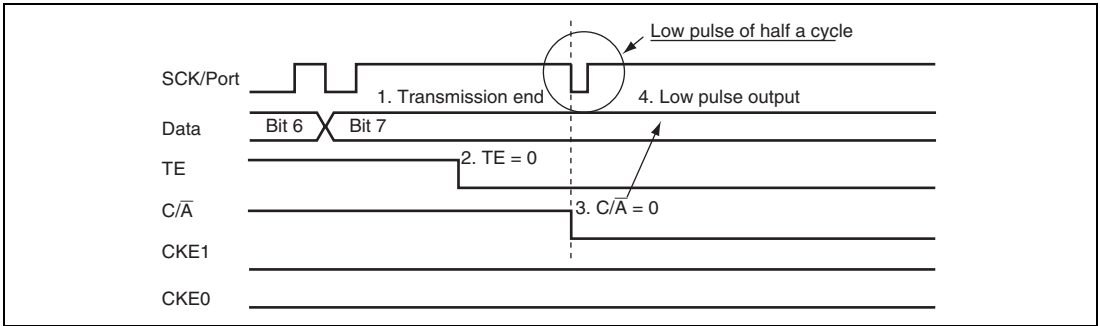 Low pulse of half a cycle
SCK/Port
1. Transmission end
4. Low pulse output
Data
Bit 6
Bit 7
TE
2. TE = 0
C/A̅
3. C/A̅ = 0
CKE1
CKE0